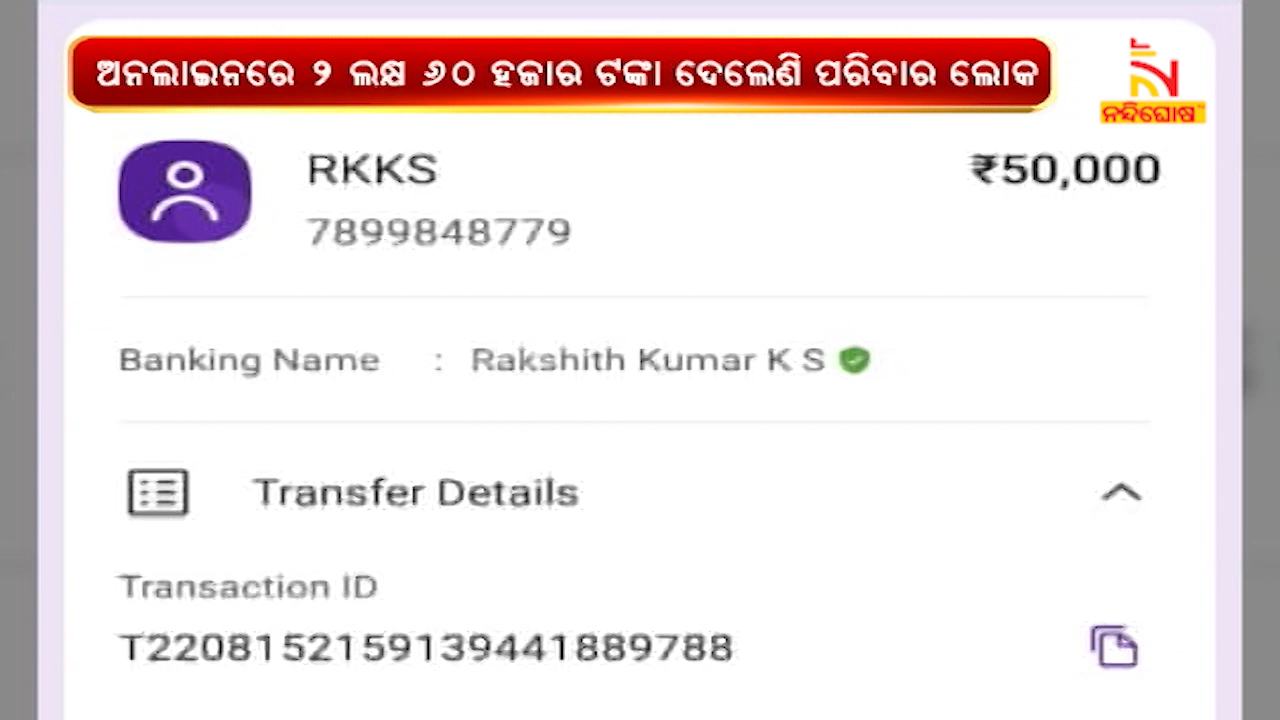 ଅନଲାଇନରେ ୨ ଲକ୍ଷ ୬୦ ହଜାର ଟଙ୍କା ଦେଲେଣି ପରିବାର ଲୋକ
ନନ୍ଦିଘୋଷ
RKKS
₹50,000
7899848779
Banking Name : Rakshith Kumar K S
Transfer Details
Transaction ID
T2208152159139441889788